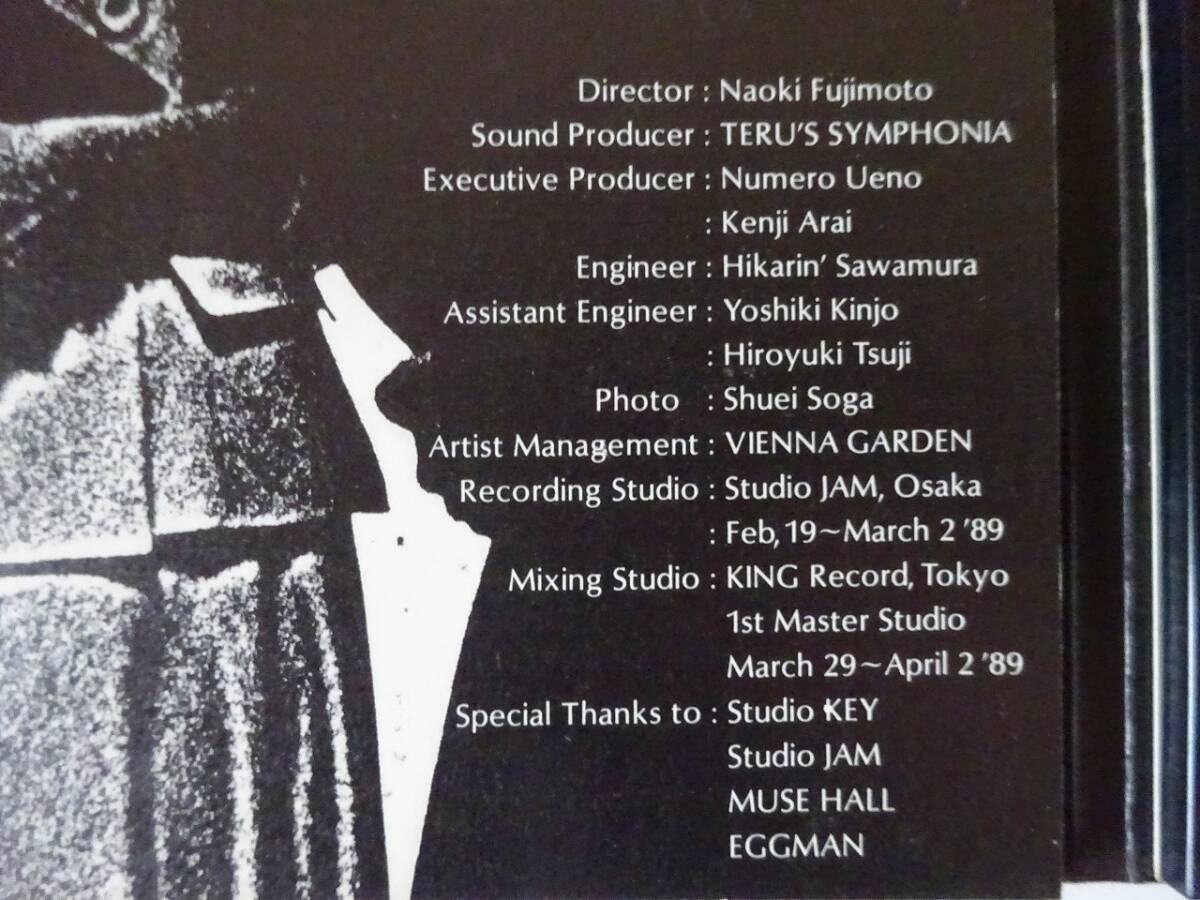 Director : Naoki Fujimoto
Sound Producer : TERU'S SYMPHONIA
Executive Producer : Numero Ueno
: Kenji Arai
Engineer : Hikarin' Sawamura
Assistant Engineer : Yoshiki Kinjo
: Hiroyuki Tsuji
Photo : Shuei Soga
Artist Management : VIENNA GARDEN
Recording Studio : Studio JAM, Osaka
: Feb, 19~March 2 '89
Mixing Studio : KING Record, Tokyo
1st Master Studio
March 29~April 2 '89
Special Thanks to : Studio KEY
Studio JAM
MUSE HALL
EGGMAN